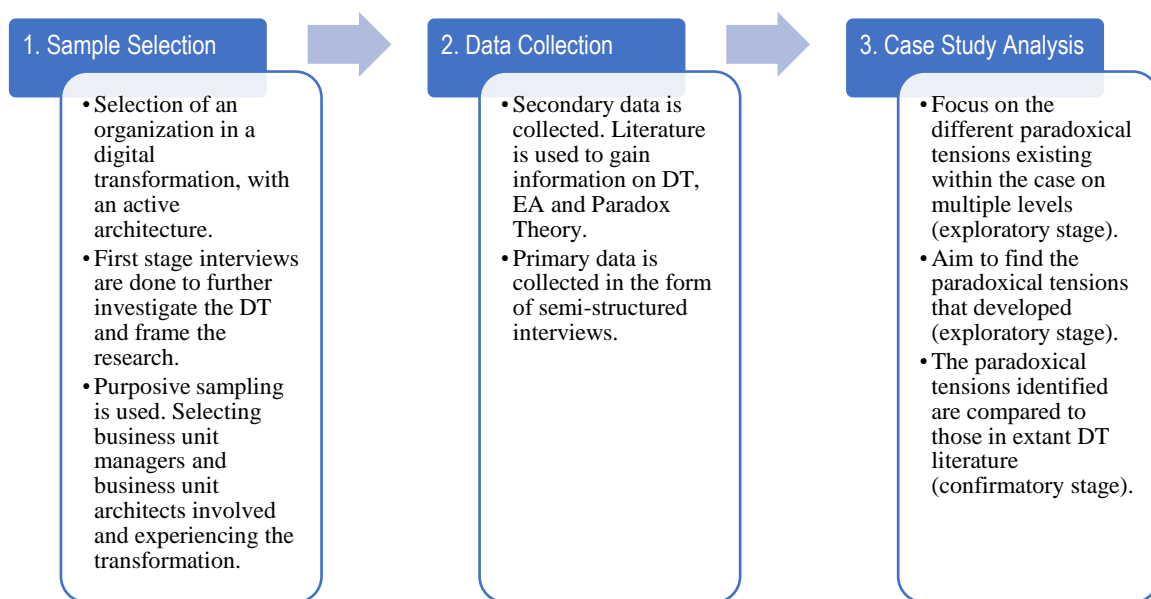 1. Sample Selection
• Selection of an
organization in a
digital
transformation, with
an active
architecture.
• First stage interviews
are done to further
investigate the DT
and frame the
research.
• Purposive sampling
is used. Selecting
business unit
managers and
business unit
architects involved
and experiencing the
transformation.
2. Data Collection
• Secondary data is
collected. Literature
is used to gain
information on DT,
EA and Paradox
Theory.
• Primary data is
collected in the form
of semi-structured
interviews.
3. Case Study Analysis
• Focus on the
different paradoxical
tensions existing
within the case on
multiple levels
(exploratory stage).
• Aim to find the
paradoxical tensions
that developed
(exploratory stage).
• The paradoxical
tensions identified
are compared to
those in extant DT
literature
(confirmatory stage).